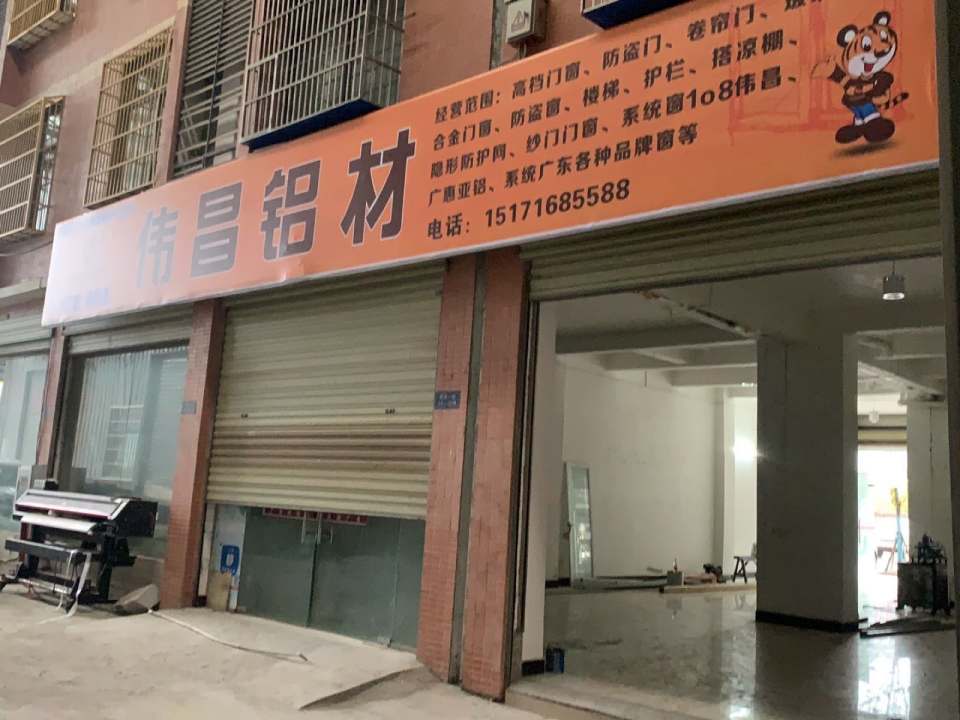 伟昌铝材
经营范围：高档门窗、防盗门、卷帘门、玻
合金门窗、防盗窗、楼梯、护栏、搭凉棚、
隐形防护网、纱门门窗、系统窗1o8伟昌、
广惠亚铝、系统广东各种品牌窗等
电话：15171685588